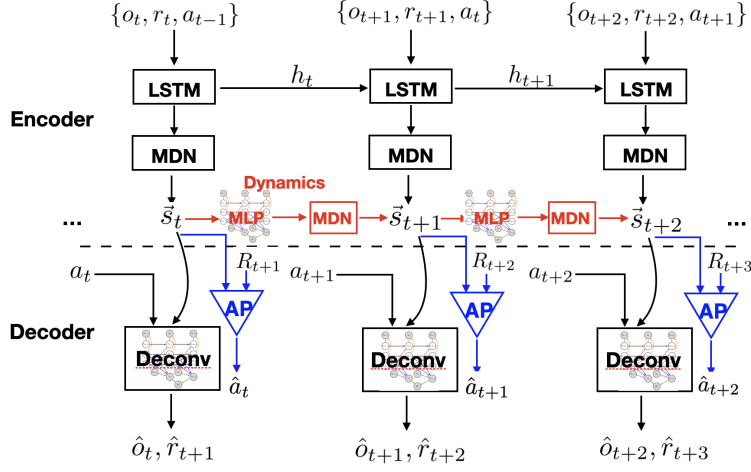 {o_t, r_t, a_{t−1}} {o_{t+1}, r_{t+1}, a_t} {o_{t+2}, r_{t+2}, a_{t+1}}
LSTM h_t LSTM h_{t+1} LSTM
Encoder
MDN MDN MDN
Dynamics
... s⃗_t MLP MDN s⃗_{t+1} MLP MDN s⃗_{t+2} ...
a_t R_{t+1} a_{t+1} R_{t+2} a_{t+2} R_{t+3}
AP AP AP
Decoder
Deconv Deconv Deconv
â_t â_{t+1} â_{t+2}
ô_t, r̂_{t+1} ô_{t+1}, r̂_{t+2} ô_{t+2}, r̂_{t+3}